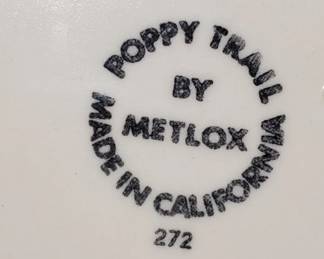 POPPY TRAIL
BY
METLOX
MADE IN CALIFORNIA
272